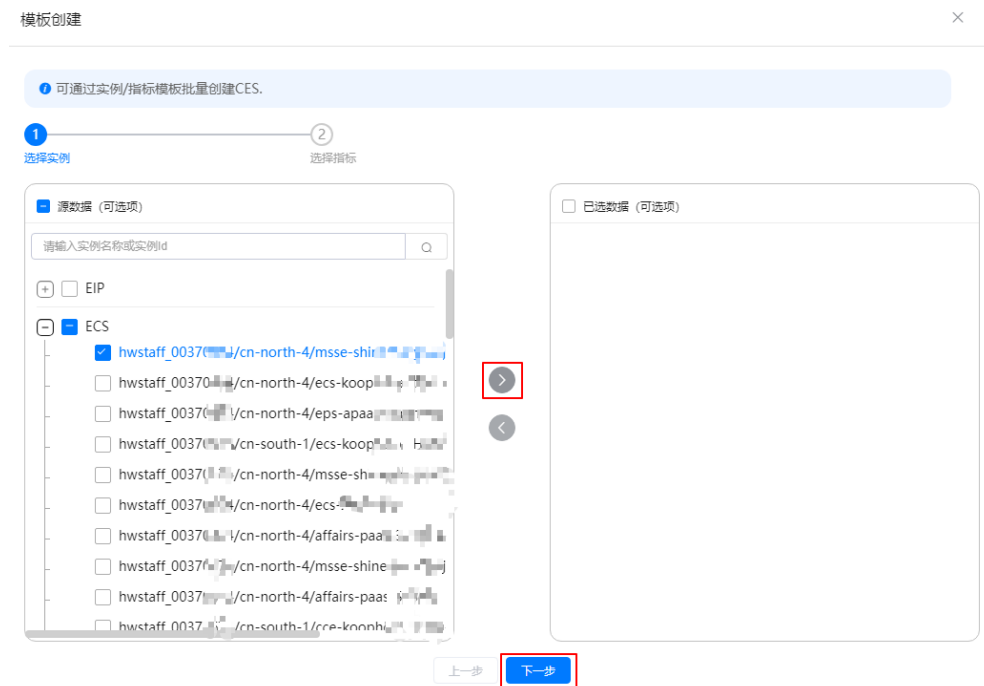 模板创建
可通过实例/指标模板批量创建CES.
1
2
选择实例
选择指标
源数据 (可选项)
已选数据 (可选项)
请输入实例名称或实例Id
EIP
ECS
hwstaff_0037 /cn-north-4/msse-shin
hwstaff_0037 /cn-north-4/ecs-koop
hwstaff_0037 /cn-north-4/eps-apaa
hwstaff_0037 /cn-south-1/ecs-koop
hwstaff_0037 /cn-north-4/msse-sh
hwstaff_0037 /cn-north-4/ecs-
hwstaff_0037 /cn-north-4/affairs-paa
hwstaff_0037 /cn-north-4/msse-shine
hwstaff_0037 /cn-north-4/affairs-paas
hwstaff_0037 /cn-south-1/cce-kooph
上一步
下一步